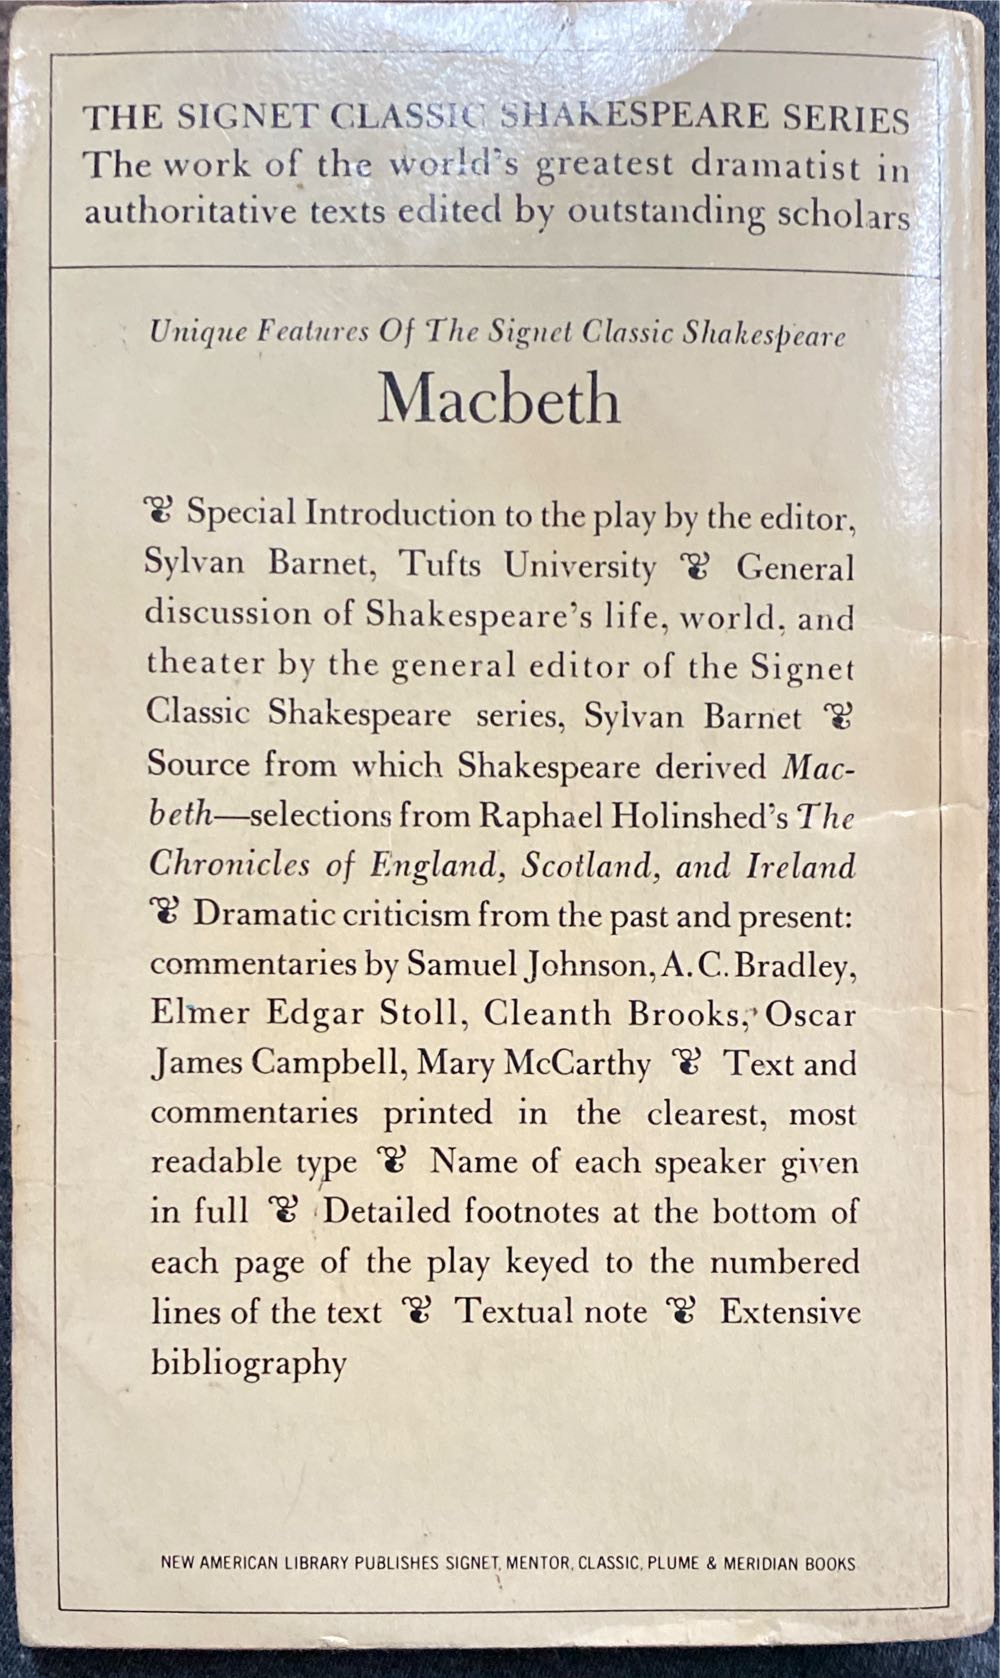 THE SIGNET CLASSIC SHAKESPEARE SERIES
The work of the world's greatest dramatist in
authoritative texts edited by outstanding scholars
Unique Features Of The Signet Classic Shakespeare
Macbeth
❦ Special Introduction to the play by the editor,
Sylvan Barnet, Tufts University ❦ General
discussion of Shakespeare's life, world, and
theater by the general editor of the Signet
Classic Shakespeare series, Sylvan Barnet ❦
Source from which Shakespeare derived Mac-
beth—selections from Raphael Holinshed's The
Chronicles of England, Scotland, and Ireland
❦ Dramatic criticism from the past and present:
commentaries by Samuel Johnson, A. C. Bradley,
Elmer Edgar Stoll, Cleanth Brooks, Oscar
James Campbell, Mary McCarthy ❦ Text and
commentaries printed in the clearest, most
readable type ❦ Name of each speaker given
in full ❦ Detailed footnotes at the bottom of
each page of the play keyed to the numbered
lines of the text ❦ Textual note ❦ Extensive
bibliography
NEW AMERICAN LIBRARY PUBLISHES SIGNET, MENTOR, CLASSIC, PLUME & MERIDIAN BOOKS